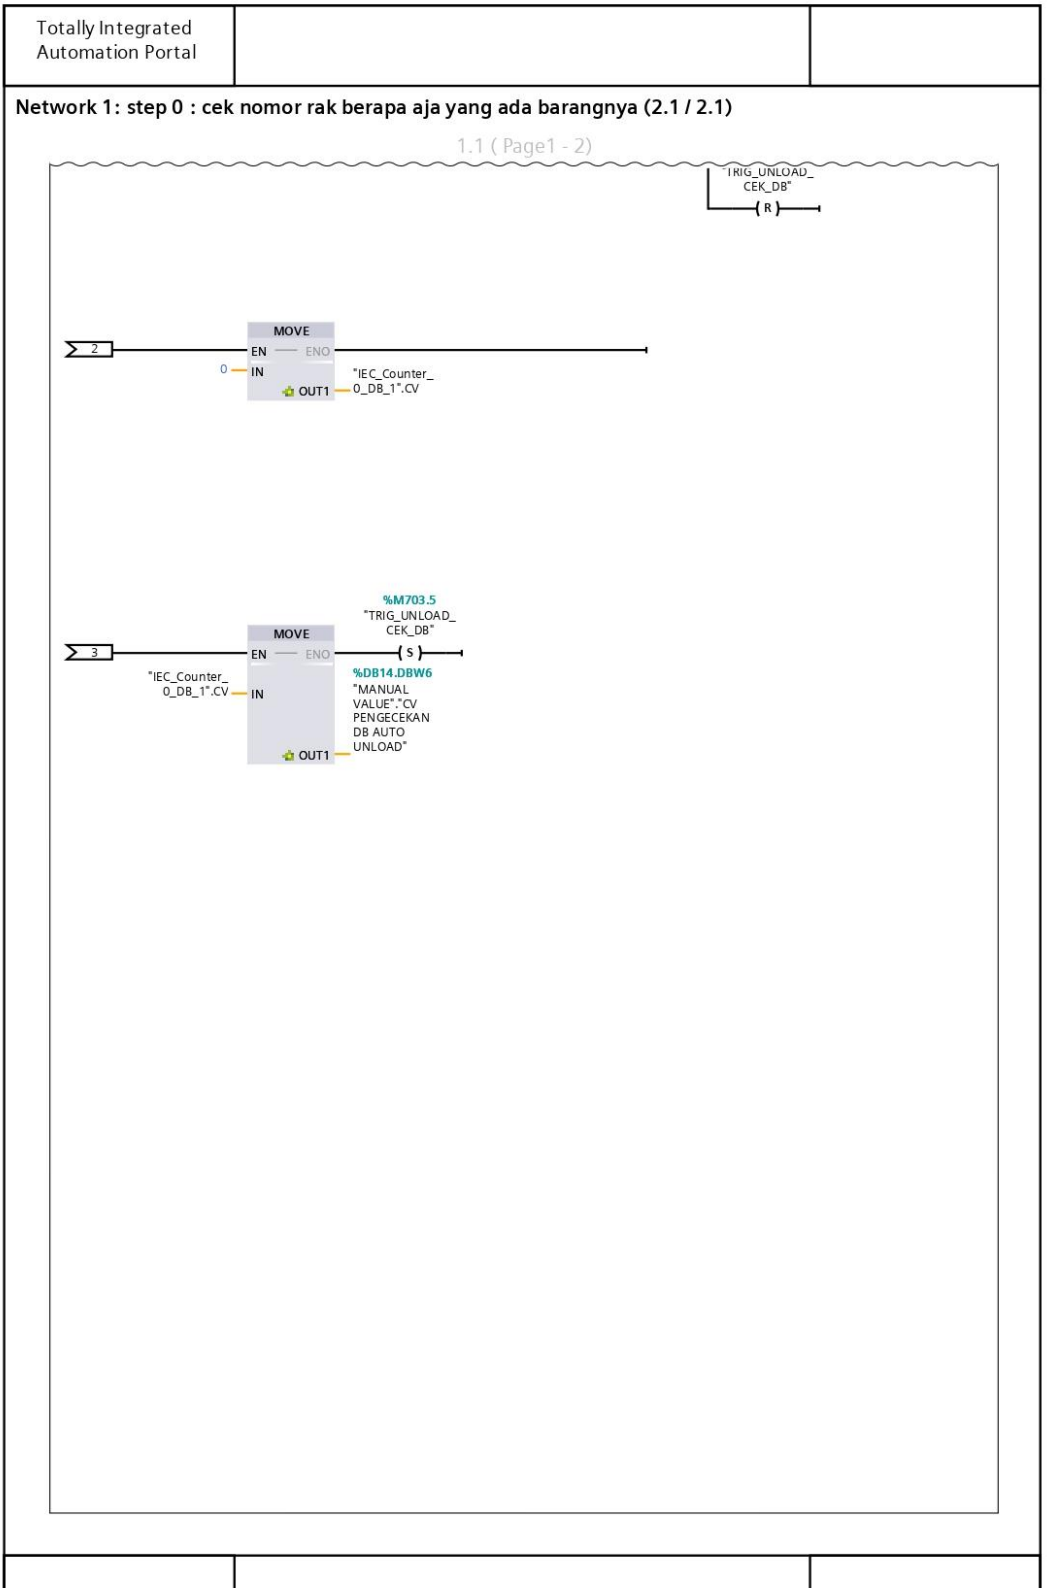 Totally Integrated
Automation Portal
Network 1: step 0 : cek nomor rak berapa aja yang ada barangnya (2.1 / 2.1)
1.1 ( Page1 - 2)
"TRIG_UNLOAD_
CEK_DB"
R
2
MOVE
EN
ENO
0
IN
"IEC_Counter_
0_DB_1".CV
OUT1
%M703.5
"TRIG_UNLOAD_
CEK_DB"
3
MOVE
EN
ENO
S
"IEC_Counter_
0_DB_1".CV
IN
%DB14.DBW6
"MANUAL
VALUE"."CV
PENGECEKAN
DB AUTO
UNLOAD"
OUT1